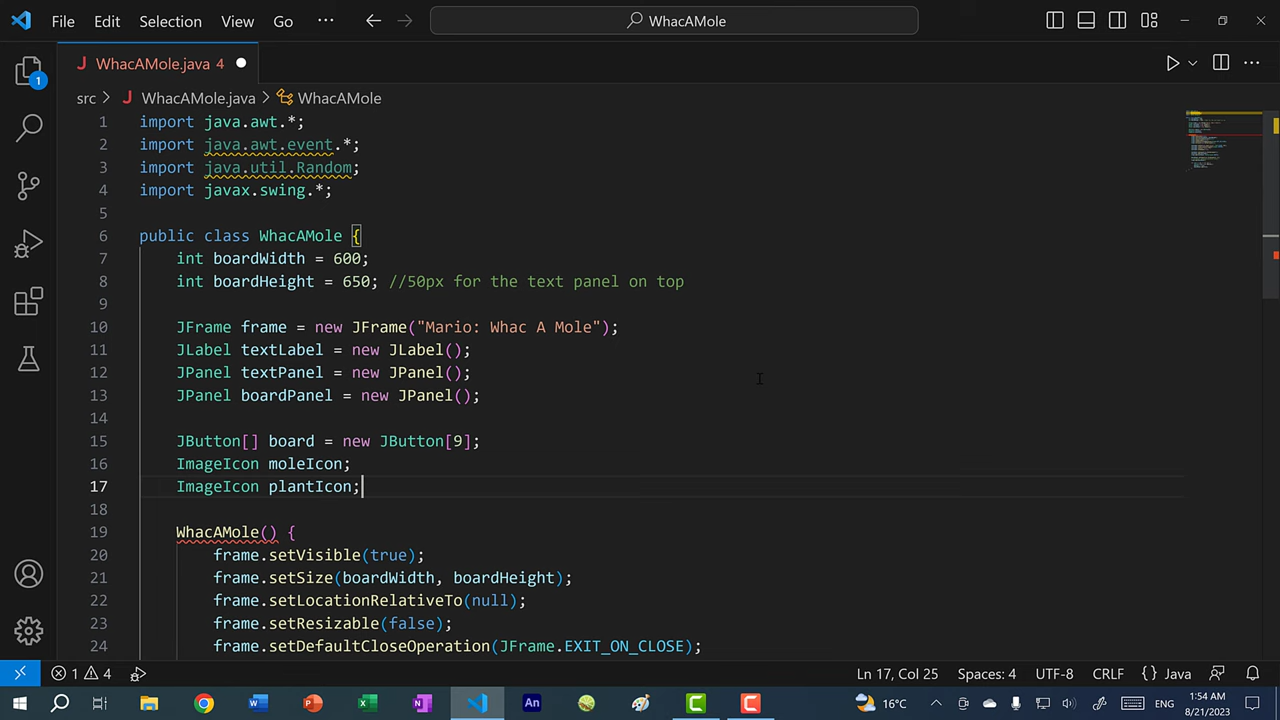 File Edit Selection View Go ··· WhacAMole
J WhacAMole.java 4
src > J WhacAMole.java > WhacAMole
1 import java.awt.*;
2 import java.awt.event.*;
3 import java.util.Random;
4 import javax.swing.*;
5
6 public class WhacAMole {
7 int boardWidth = 600;
8 int boardHeight = 650; //50px for the text panel on top
9
10 JFrame frame = new JFrame("Mario: Whac A Mole");
11 JLabel textLabel = new JLabel();
12 JPanel textPanel = new JPanel();
13 JPanel boardPanel = new JPanel();
14
15 JButton[] board = new JButton[9];
16 ImageIcon moleIcon;
17 ImageIcon plantIcon;
18
19 WhacAMole() {
20 frame.setVisible(true);
21 frame.setSize(boardWidth, boardHeight);
22 frame.setLocationRelativeTo(null);
23 frame.setResizable(false);
24 frame.setDefaultCloseOperation(JFrame.EXIT_ON_CLOSE);
1
1 4 Ln 17, Col 25 Spaces: 4 UTF-8 CRLF {} Java
An 16°C 1:54 AM
8/21/2023